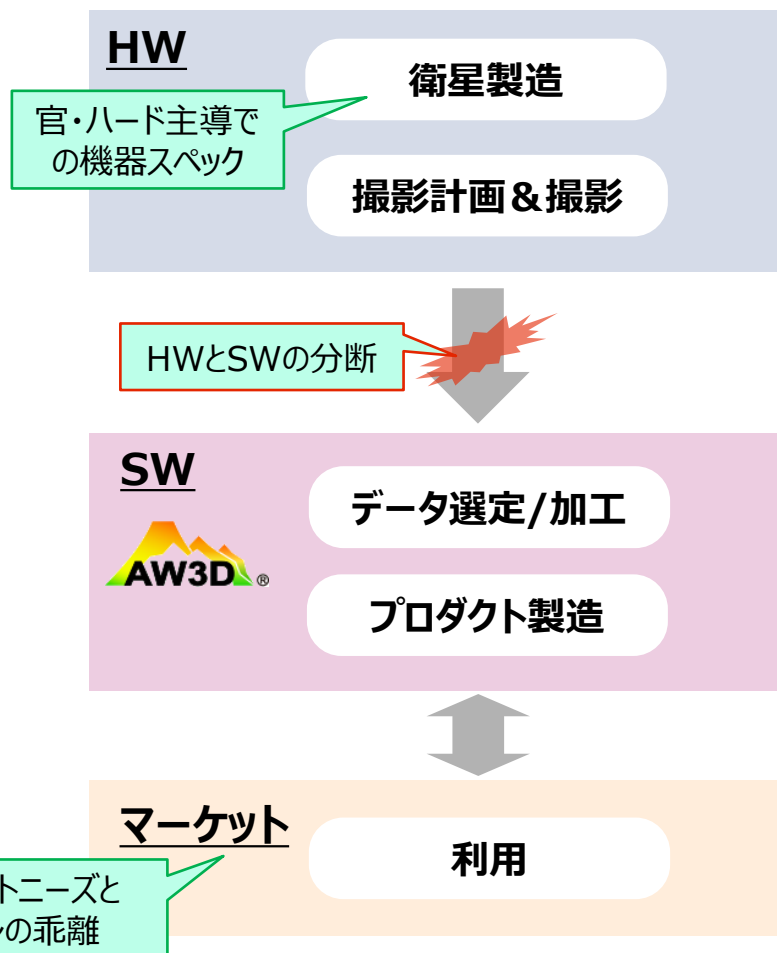 HW
衛星製造
官・ハード主導で
の機器スペック
撮影計画＆撮影
HWとSWの分断
SW
データ選定/加工
AW3D®
プロダクト製造
マーケット
利用
トニーズと
の乖離